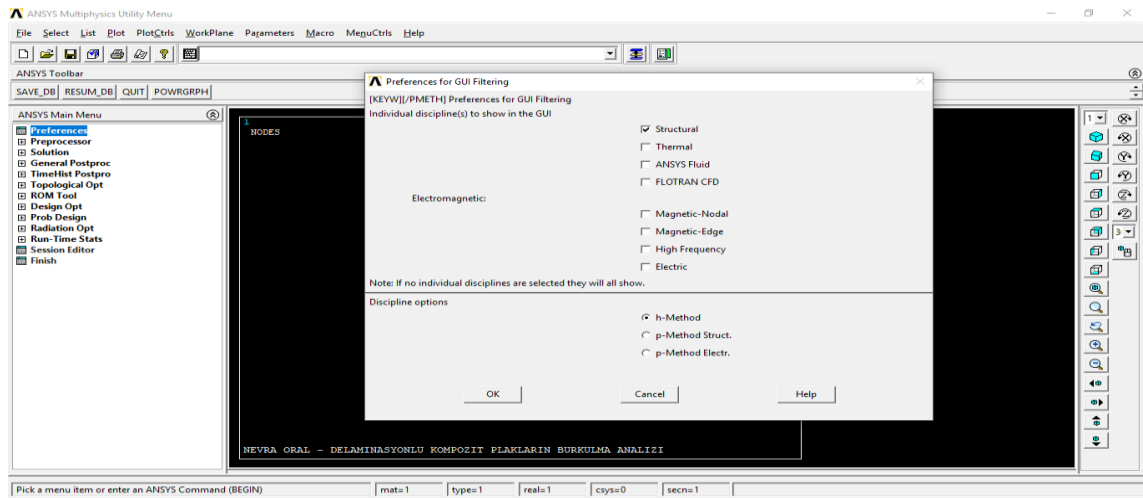 ANSYS Multiphysics Utility Menu
File Select List Plot PlotCtrls WorkPlane Parameters Macro MenuCtrls Help
ANSYS Toolbar
SAVE_DB RESUM_DB QUIT POWRGRPH
ANSYS Main Menu
Preferences
Preprocessor
Solution
General Postproc
TimeHist Postpro
Topological Opt
ROM Tool
Design Opt
Prob Design
Radiation Opt
Run-Time Stats
Session Editor
Finish
1
NODES
NEVRA ORAL - DELAMINASYONLU KOMPOZIT PLAKLARIN BURKULMA ANALIZI
Preferences for GUI Filtering
[KEYW][/PMETH] Preferences for GUI Filtering
Individual discipline(s) to show in the GUI
Structural
Thermal
ANSYS Fluid
FLOTRAN CFD
Electromagnetic:
Magnetic-Nodal
Magnetic-Edge
High Frequency
Electric
Note: If no individual disciplines are selected they will all show.
Discipline options
h-Method
p-Method Struct.
p-Method Electr.
OK Cancel Help
1
3
Pick a menu item or enter an ANSYS Command (BEGIN) mat=1 type=1 real=1 csys=0 secn=1